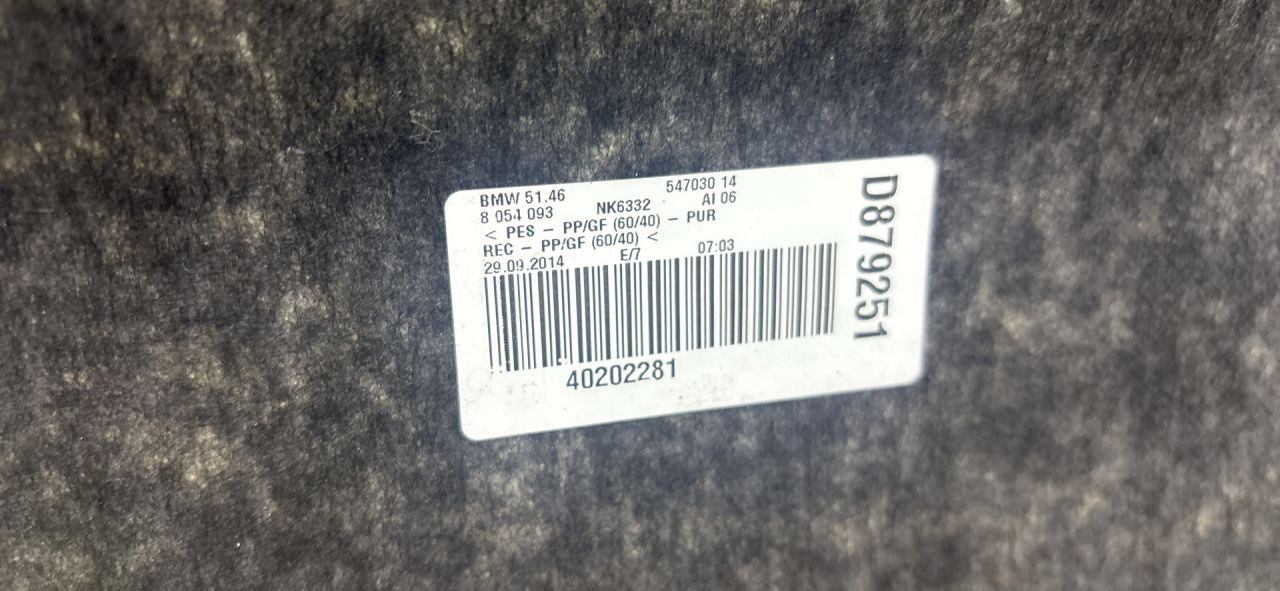 BMW 51.46 547030 14
8 054 093 NK6332 AI 06
< PES – PP/GF (60/40) – PUR
REC – PP/GF (60/40) <
29.09.2014 E/7 07:03
40202281
D879251